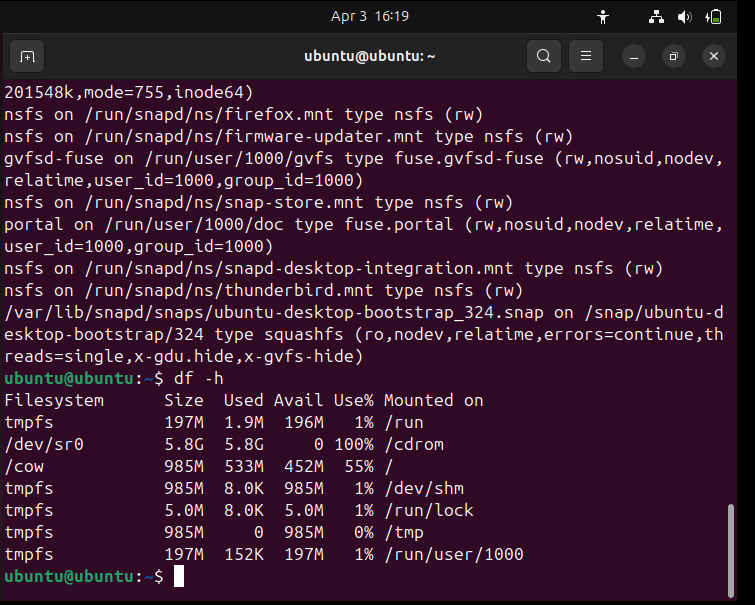 Apr 3 16:19
ubuntu@ubuntu: ~
201548k,mode=755,inode64)
nsfs on /run/snapd/ns/firefox.mnt type nsfs (rw)
nsfs on /run/snapd/ns/firmware-updater.mnt type nsfs (rw)
gvfsd-fuse on /run/user/1000/gvfs type fuse.gvfsd-fuse (rw,nosuid,nodev,
relatime,user_id=1000,group_id=1000)
nsfs on /run/snapd/ns/snap-store.mnt type nsfs (rw)
portal on /run/user/1000/doc type fuse.portal (rw,nosuid,nodev,relatime,
user_id=1000,group_id=1000)
nsfs on /run/snapd/ns/snapd-desktop-integration.mnt type nsfs (rw)
nsfs on /run/snapd/ns/thunderbird.mnt type nsfs (rw)
/var/lib/snapd/snaps/ubuntu-desktop-bootstrap_324.snap on /snap/ubuntu-d
esktop-bootstrap/324 type squashfs (ro,nodev,relatime,errors=continue,th
reads=single,x-gdu.hide,x-gvfs-hide)
ubuntu@ubuntu:~$ df -h
Filesystem      Size  Used Avail Use% Mounted on
tmpfs           197M  1.9M  196M   1% /run
/dev/sr0        5.8G  5.8G     0 100% /cdrom
/cow            985M  533M  452M  55% /
tmpfs           985M  8.0K  985M   1% /dev/shm
tmpfs           5.0M  8.0K  5.0M   1% /run/lock
tmpfs           985M     0  985M   0% /tmp
tmpfs           197M  152K  197M   1% /run/user/1000
ubuntu@ubuntu:~$